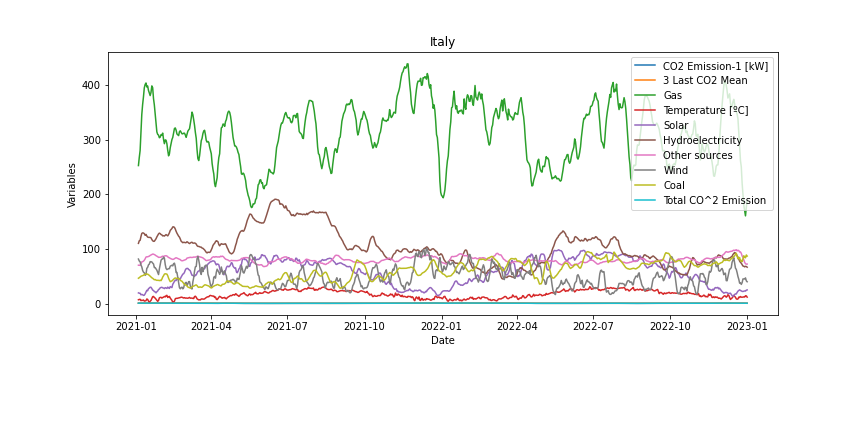 Italy
CO2 Emission-1 [kW]
3 Last CO2 Mean
Gas
Temperature [ºC]
Solar
Hydroelectricity
Other sources
Wind
Coal
Total CO^2 Emission
Variables
400
300
200
100
0
2021-01 2021-04 2021-07 2021-10 2022-01 2022-04 2022-07 2022-10 2023-01
Date